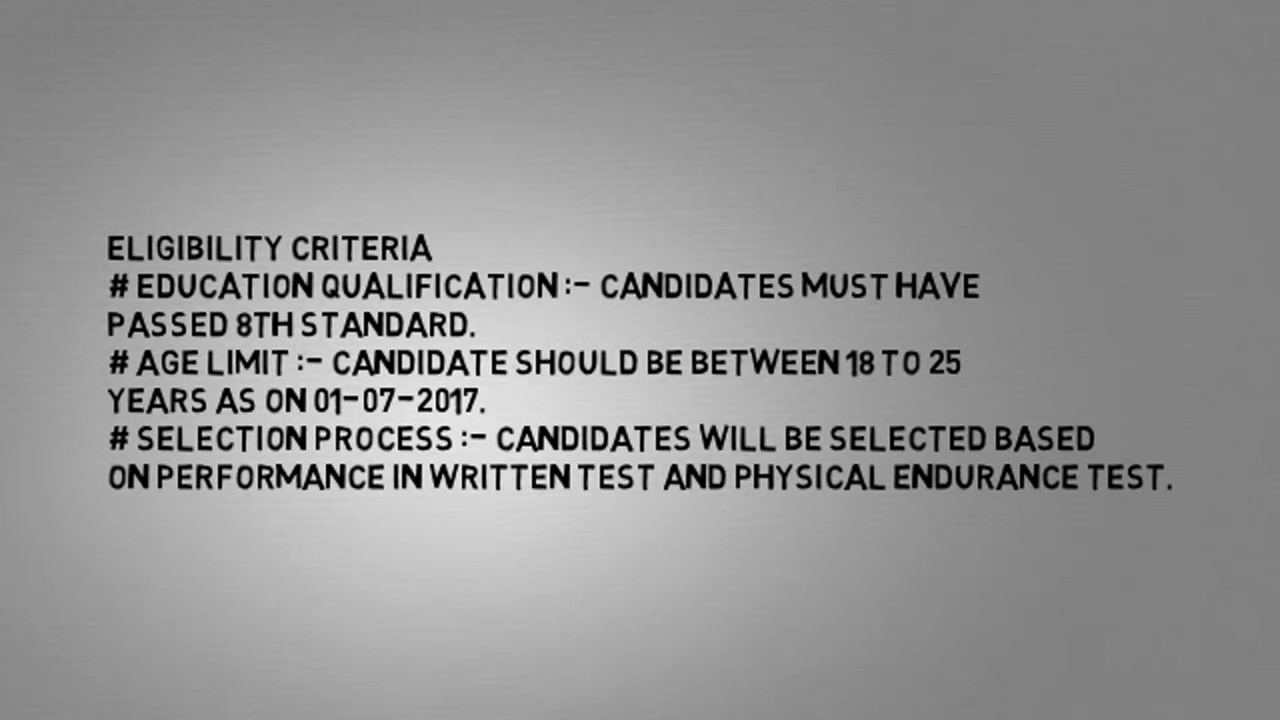 ELIGIBILITY CRITERIA
# EDUCATION QUALIFICATION :- CANDIDATES MUST HAVE
PASSED 8TH STANDARD.
# AGE LIMIT :- CANDIDATE SHOULD BE BETWEEN 18 TO 25
YEARS AS ON 01-07-2017.
# SELECTION PROCESS :- CANDIDATES WILL BE SELECTED BASED
ON PERFORMANCE IN WRITTEN TEST AND PHYSICAL ENDURANCE TEST.